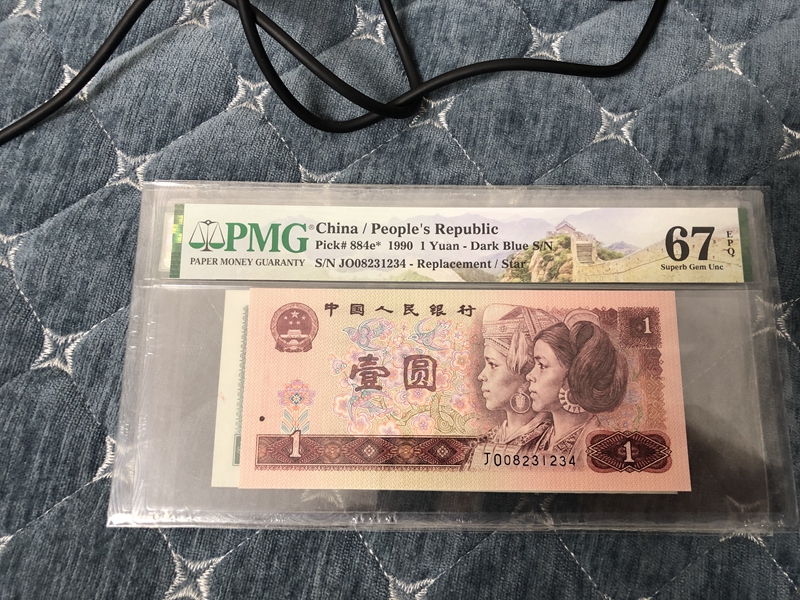 PMG® China / People's Republic
PAPER MONEY GUARANTY
Pick# 884e* 1990 1 Yuan - Dark Blue S/N
S/N JO08231234 - Replacement / Star
67 EPQ
Superb Gem Unc
中国人民银行
1
壹圆
1
JO08231234
1